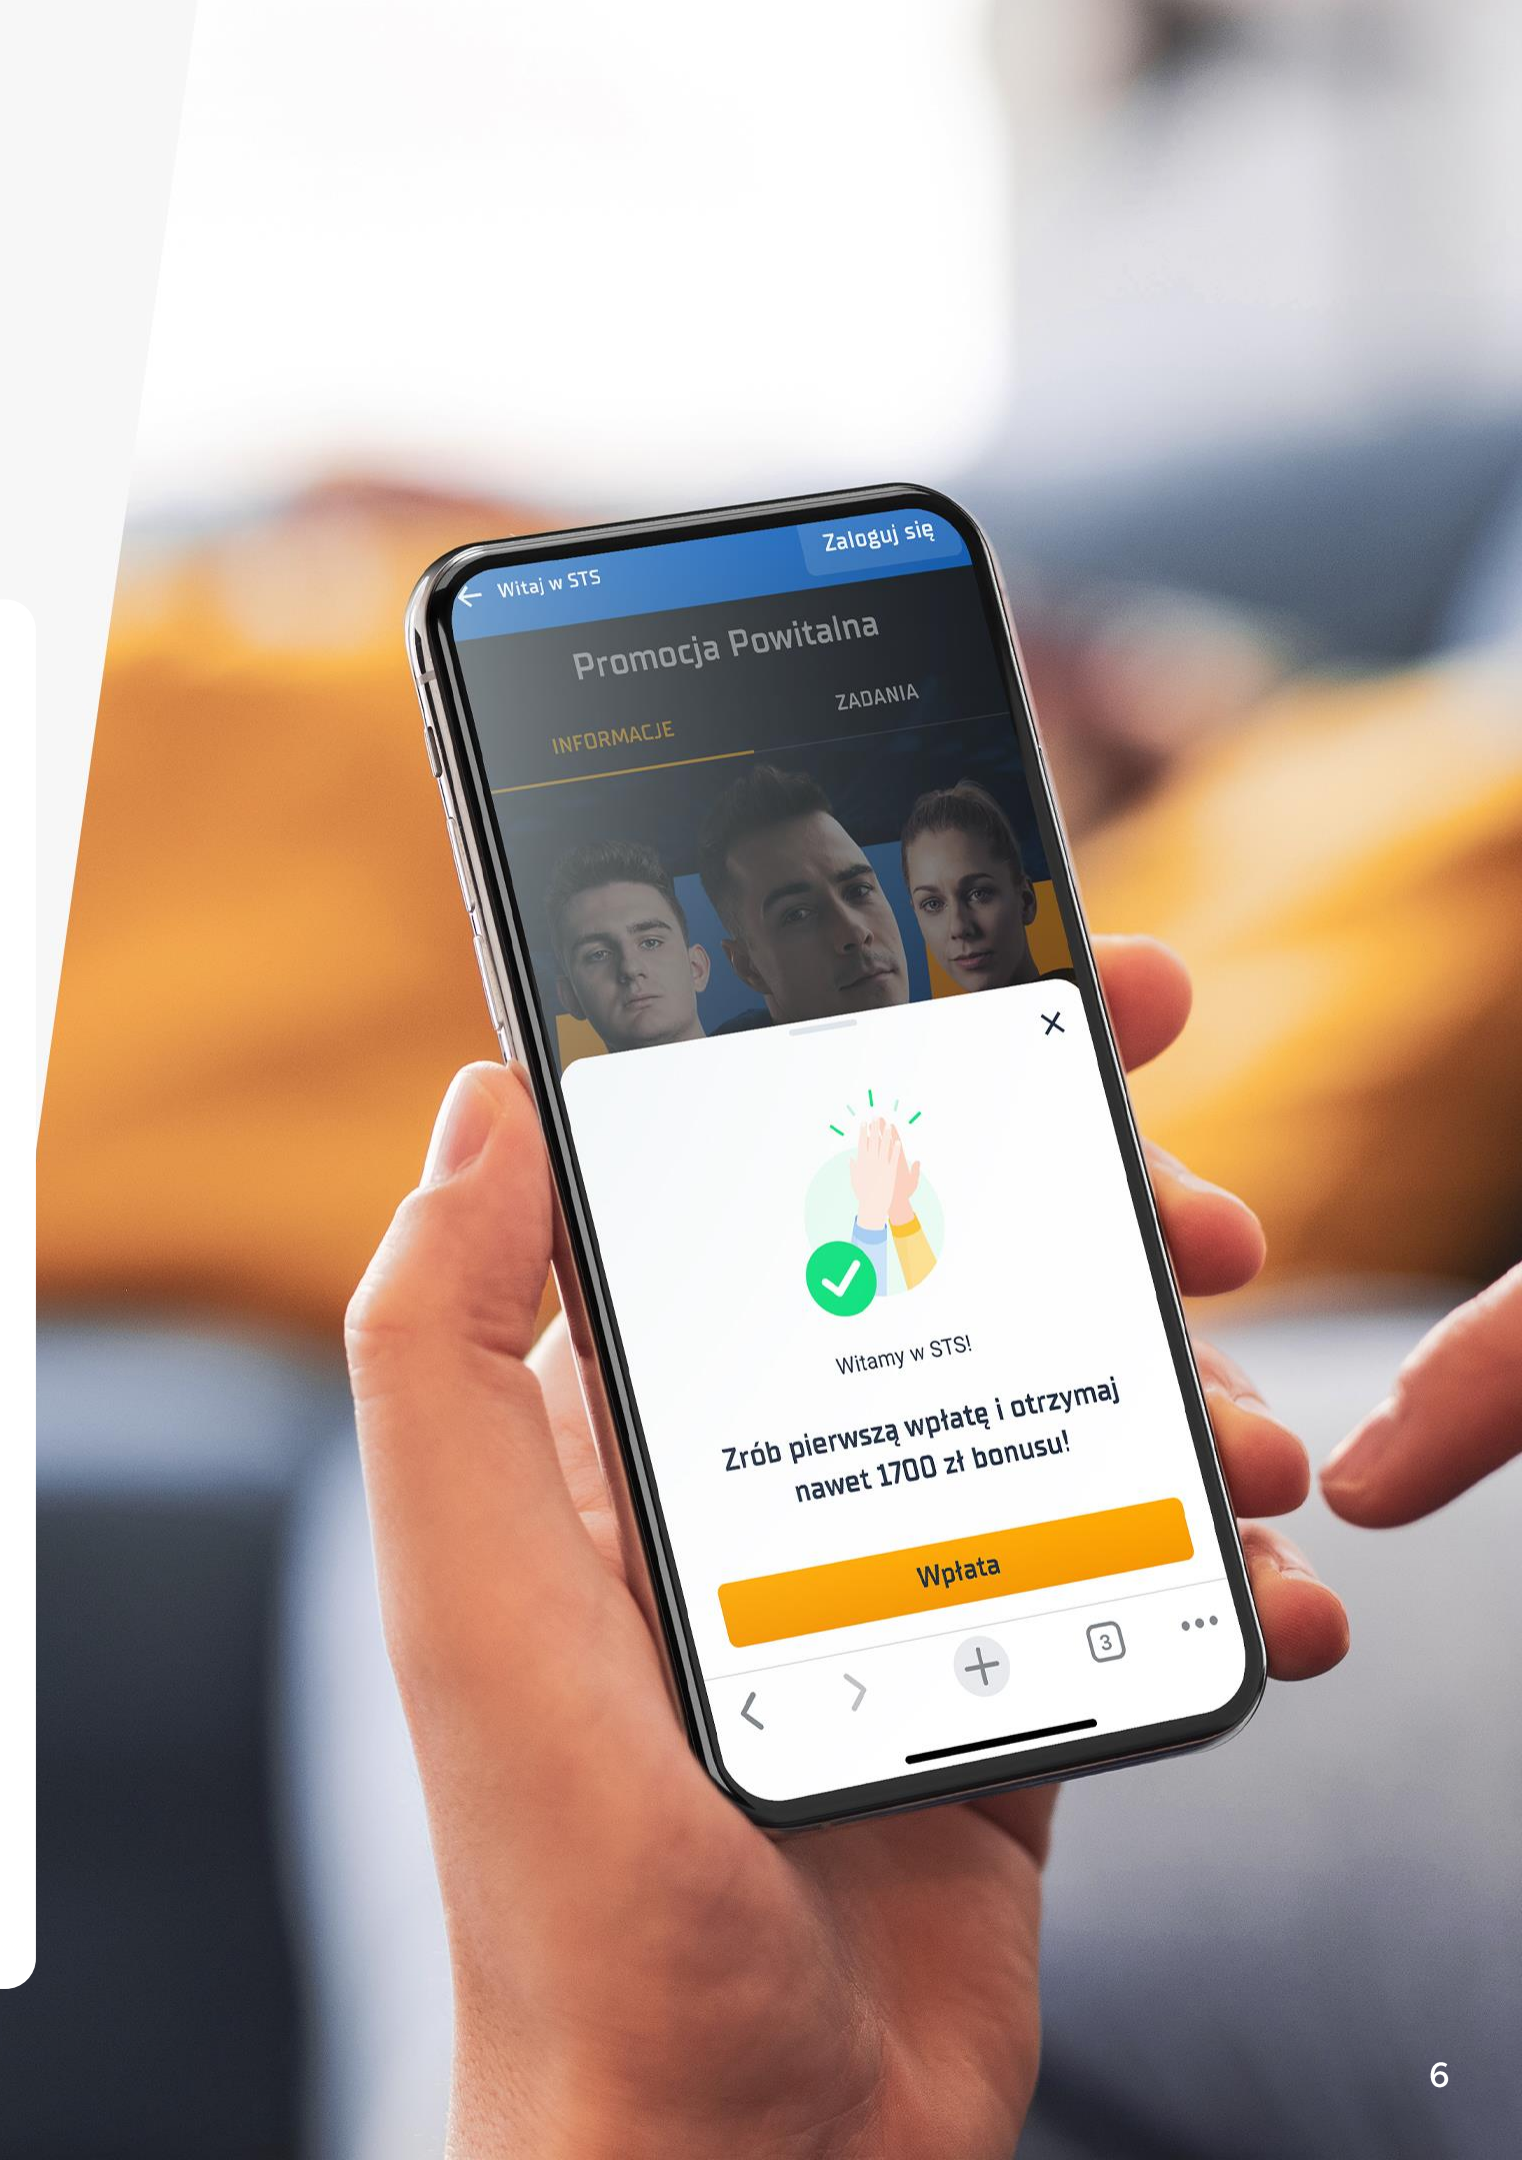 Witaj w STS
Zaloguj się
Promocja Powitalna
INFORMACJE
ZADANIA
Witamy w STS!
Zrób pierwszą wpłatę i otrzymaj
nawet 1700 zł bonusu!
Wpłata
3
6